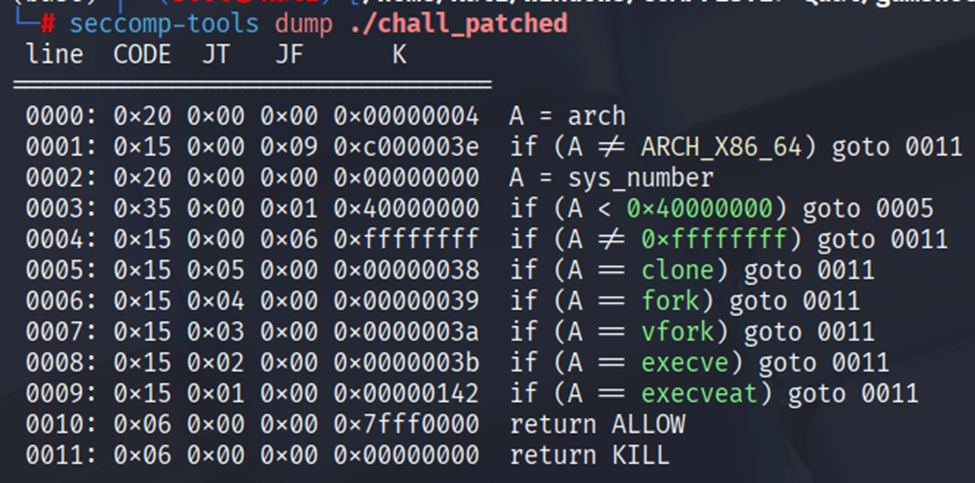 └─# seccomp-tools dump ./chall_patched
line CODE JT JF K
0000: 0x20 0x00 0x00 0x00000004 A = arch
0001: 0x15 0x00 0x09 0xc000003e if (A != ARCH_X86_64) goto 0011
0002: 0x20 0x00 0x00 0x00000000 A = sys_number
0003: 0x35 0x00 0x01 0x40000000 if (A < 0x40000000) goto 0005
0004: 0x15 0x00 0x06 0xffffffff if (A != 0xffffffff) goto 0011
0005: 0x15 0x05 0x00 0x00000038 if (A == clone) goto 0011
0006: 0x15 0x04 0x00 0x00000039 if (A == fork) goto 0011
0007: 0x15 0x03 0x00 0x0000003a if (A == vfork) goto 0011
0008: 0x15 0x02 0x00 0x0000003b if (A == execve) goto 0011
0009: 0x15 0x01 0x00 0x00000142 if (A == execveat) goto 0011
0010: 0x06 0x00 0x00 0x7fff0000 return ALLOW
0011: 0x06 0x00 0x00 0x00000000 return KILL